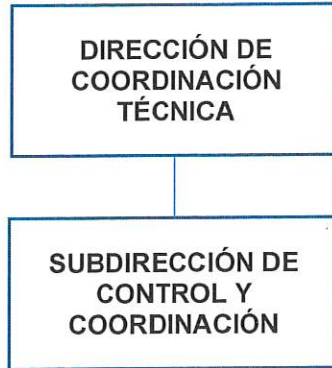 DIRECCIÓN DE
COORDINACIÓN
TÉCNICA
SUBDIRECCIÓN DE
CONTROL Y
COORDINACIÓN